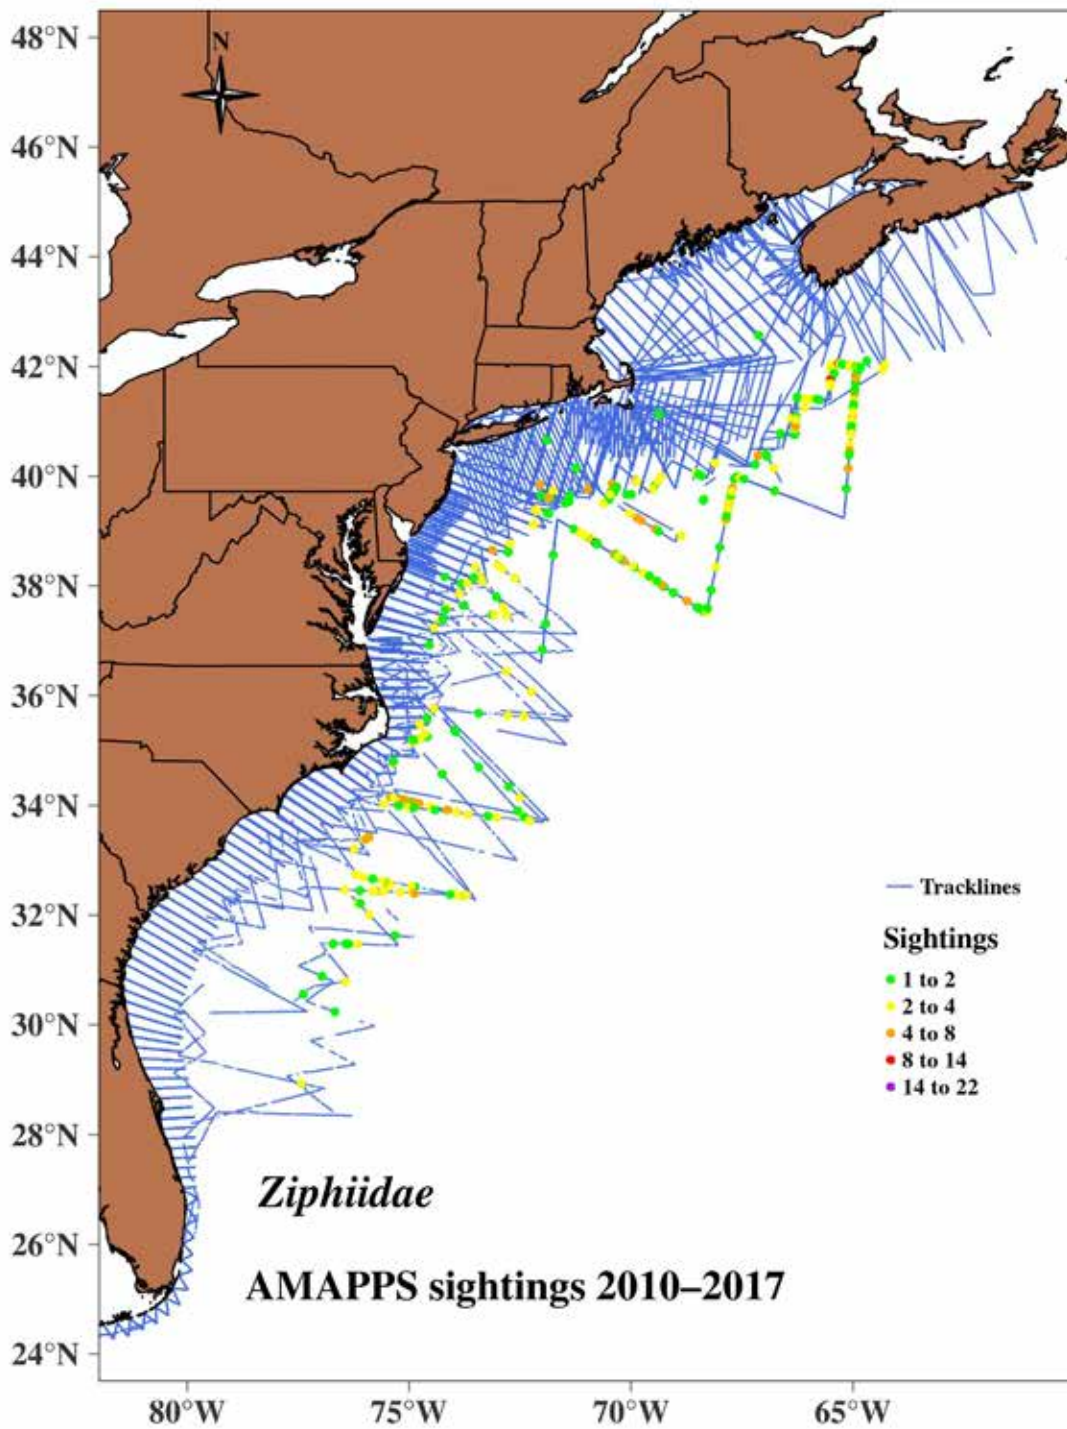 N
48°N
46°N
44°N
42°N
40°N
38°N
36°N
34°N
32°N
30°N
28°N
26°N
24°N
Tracklines
Sightings
1 to 2
2 to 4
4 to 8
8 to 14
14 to 22
Ziphiidae
AMAPPS sightings 2010–2017
80°W 75°W 70°W 65°W